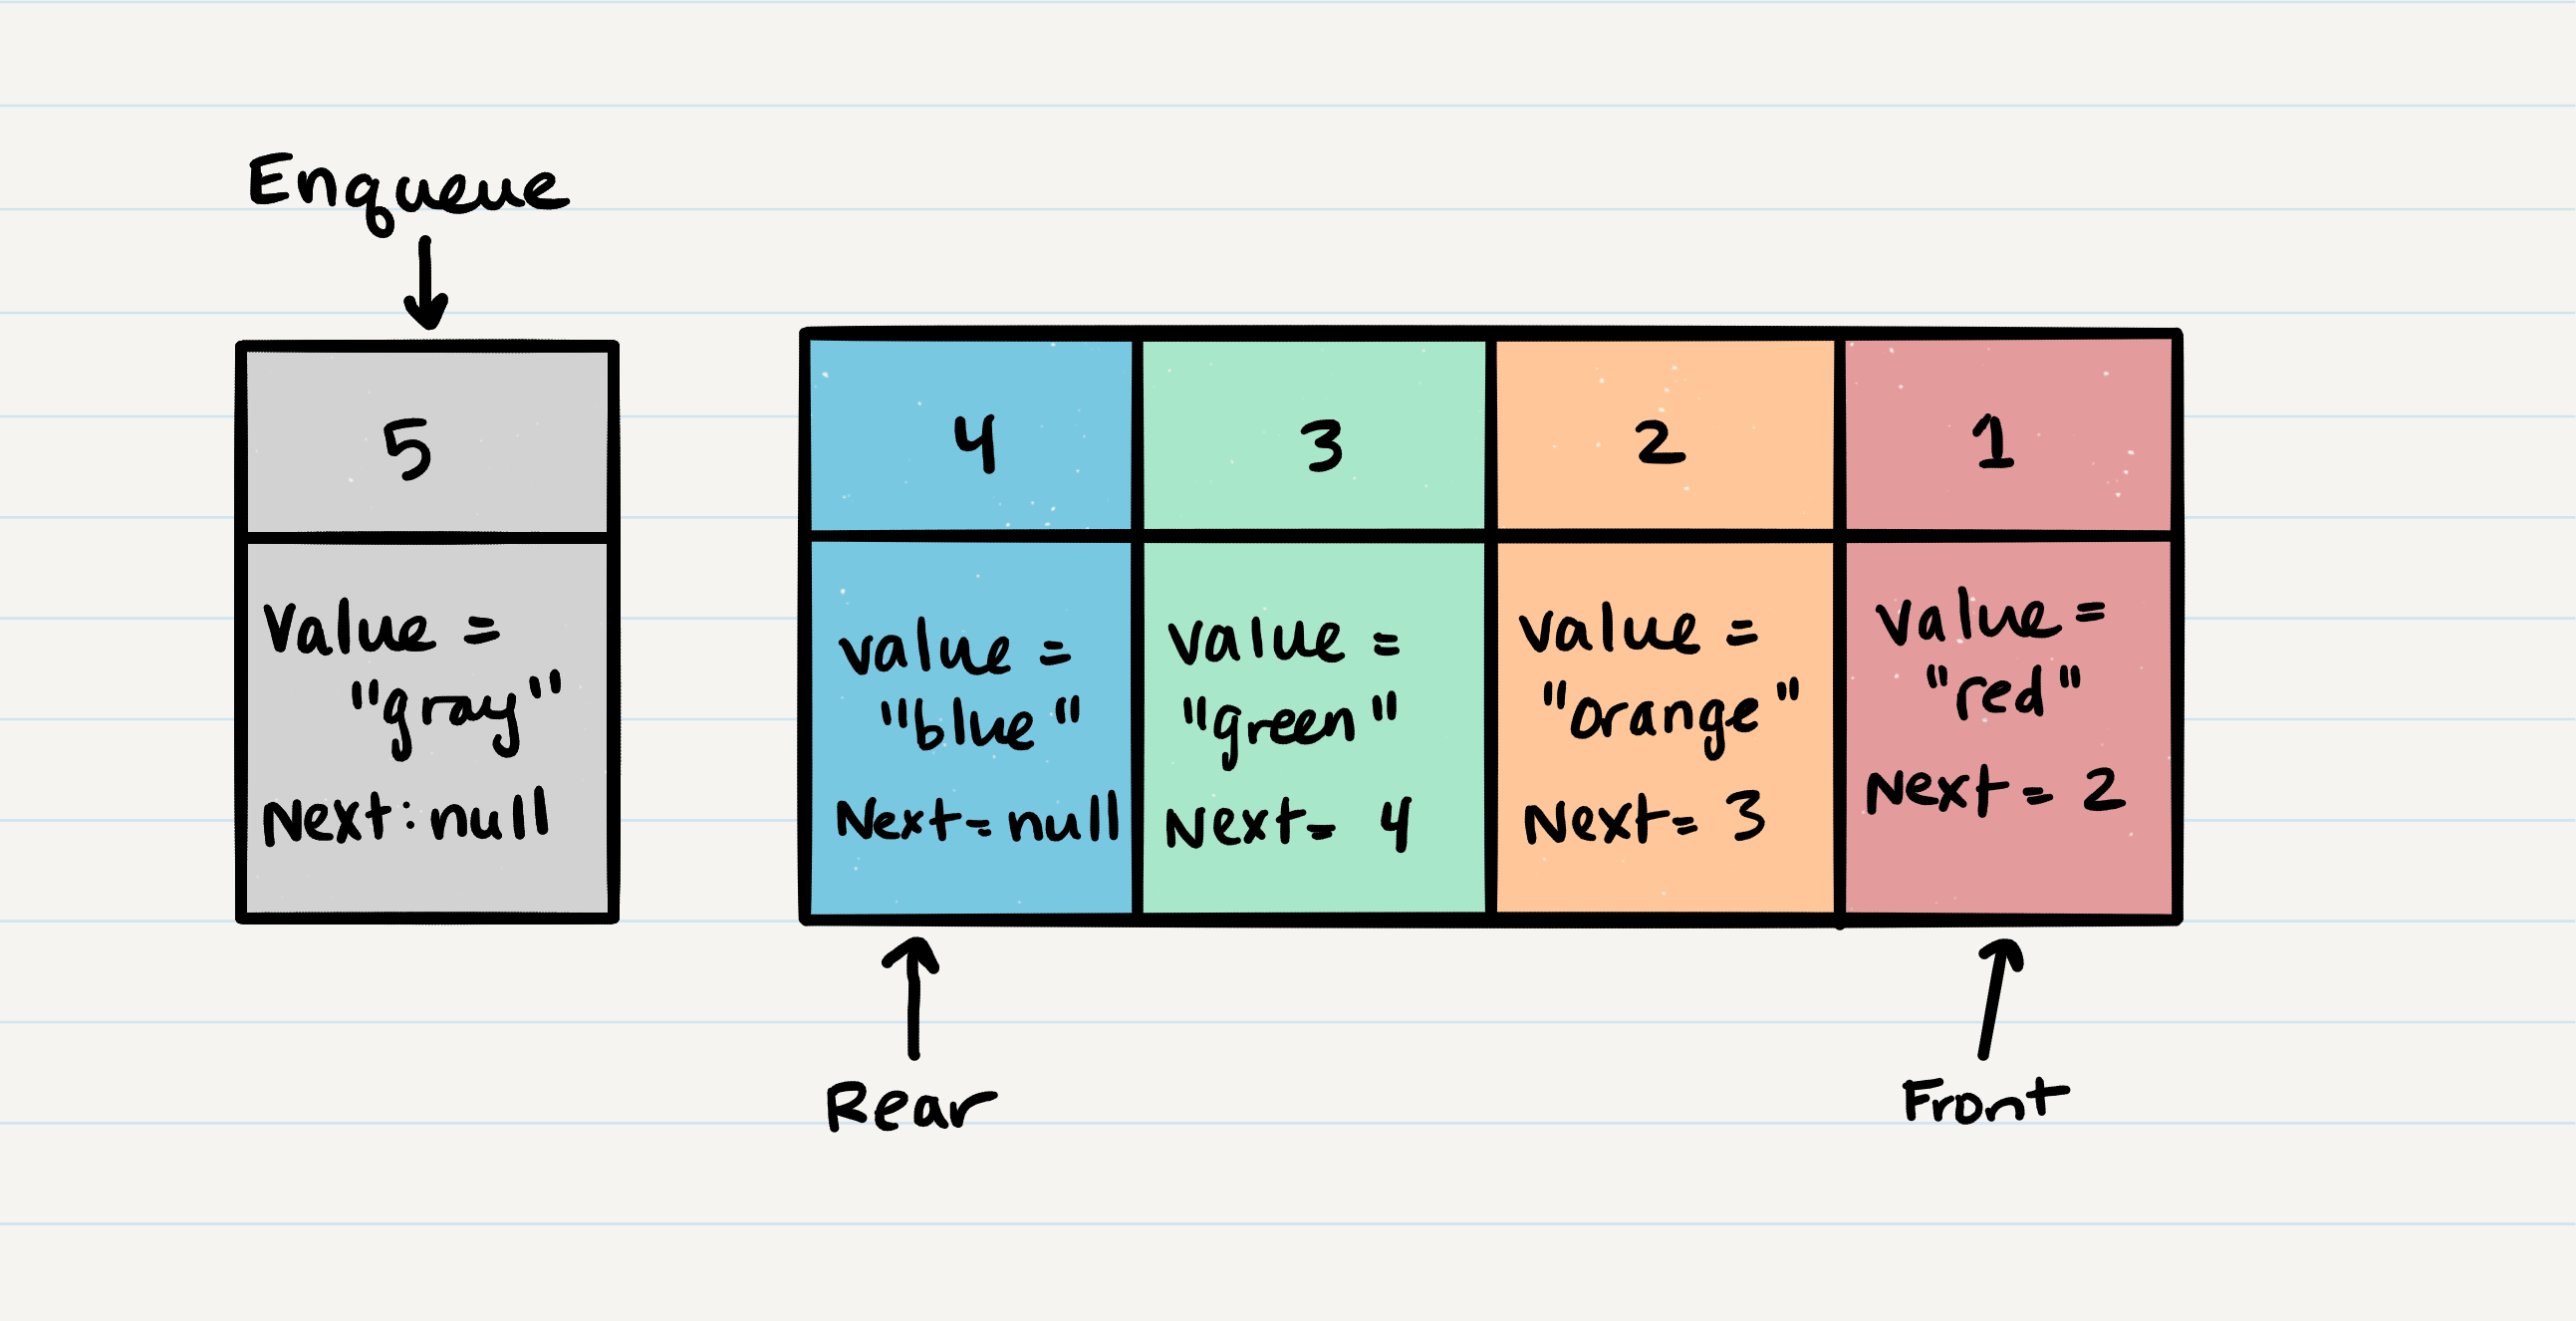 Enqueue
5
Value =
"gray"
Next: null
4
value =
"blue"
Next= null
3
value =
"green"
Next= 4
2
value =
"orange"
Next= 3
1
value =
"red"
Next= 2
Rear
Front